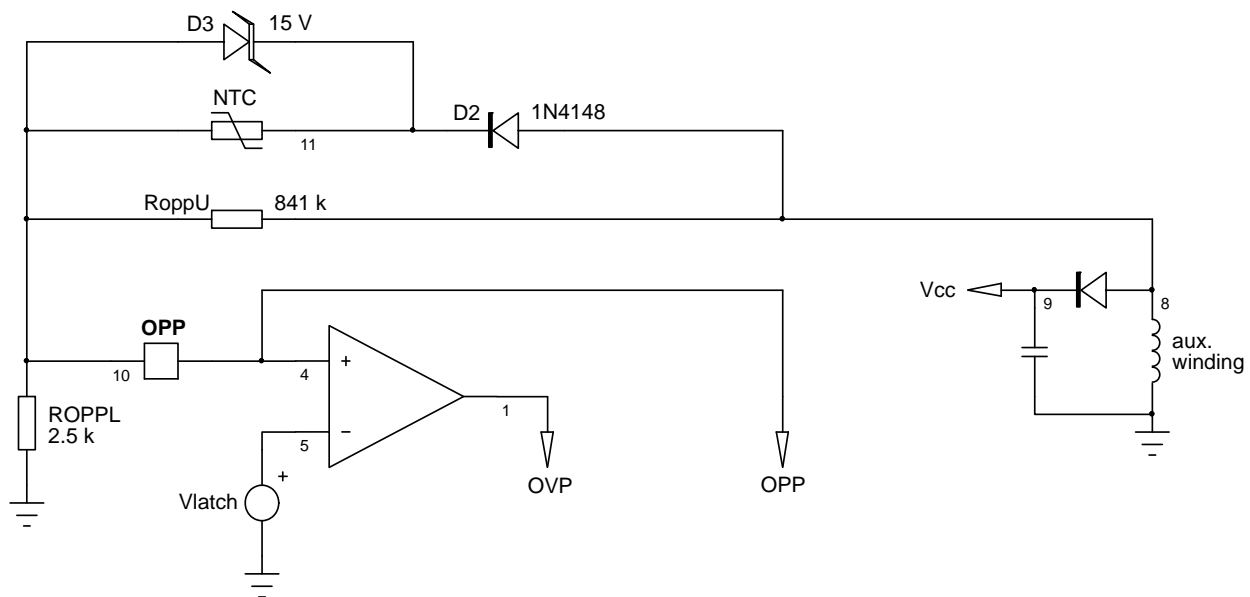 D3 15 V
NTC
11
D2 1N4148
RoppU 841 k
Vcc
9
8
aux.
winding
OPP
10
4
+
ROPPL
2.5 k
5
−
1
+
Vlatch
OVP
OPP